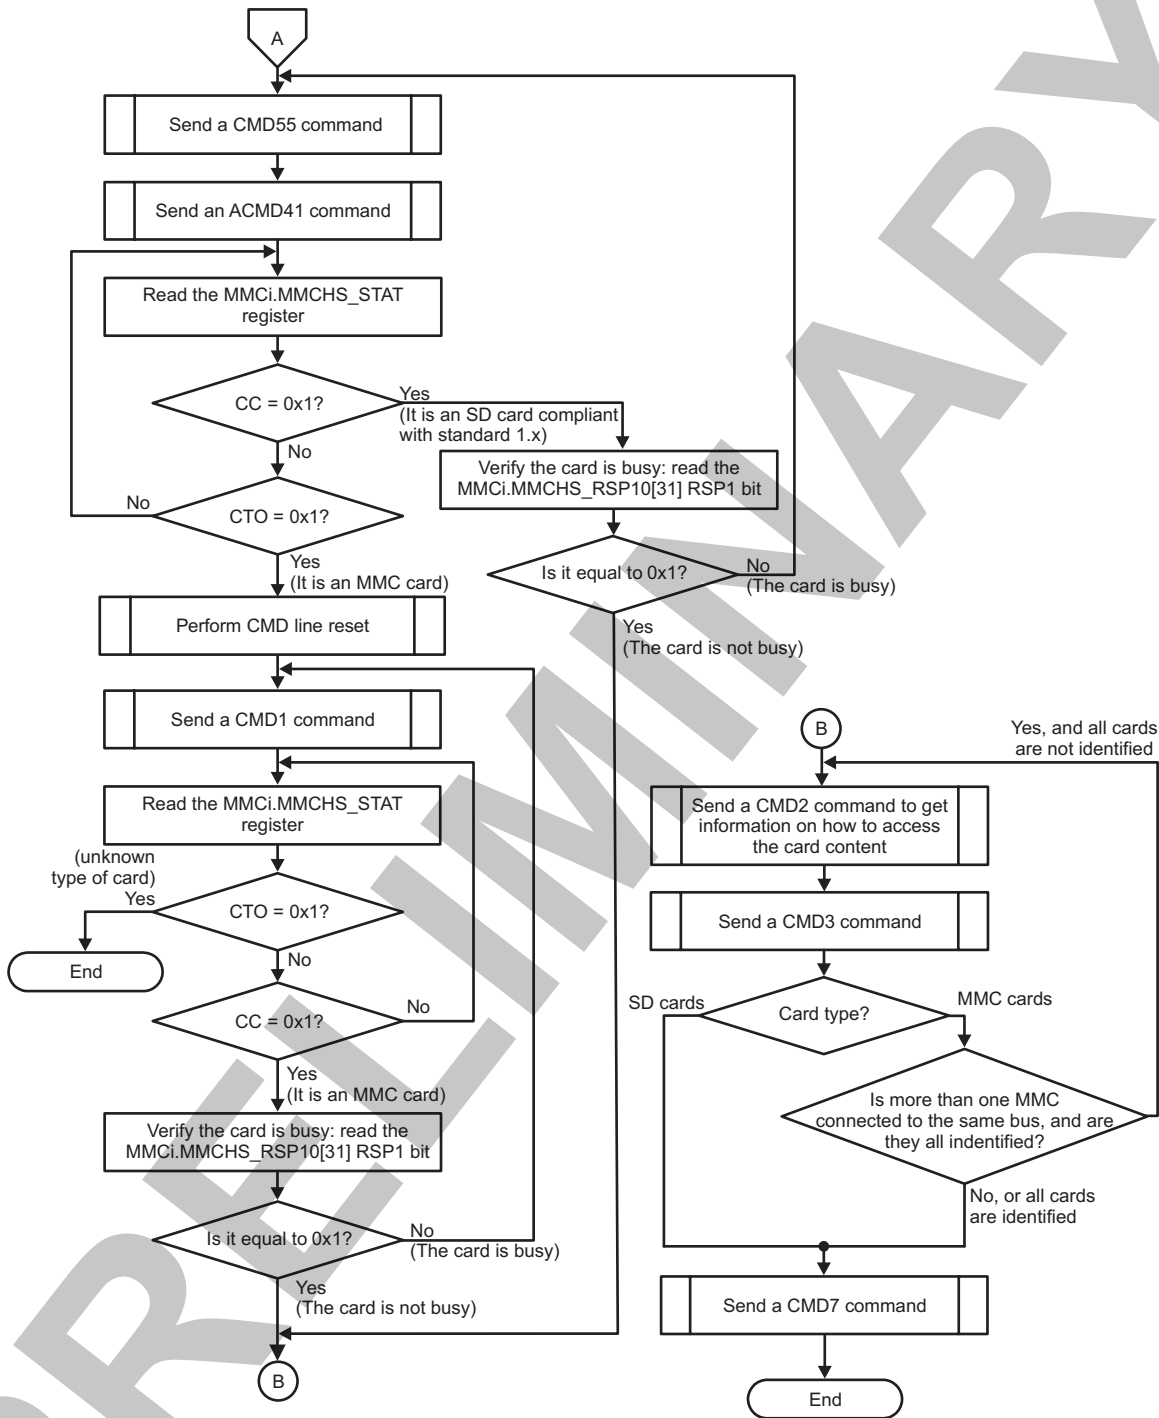 A
Send a CMD55 command
Send an ACMD41 command
Read the MMCi.MMCHS_STAT
register
CC = 0x1?
Yes
(It is an SD card compliant
with standard 1.x)
No
Verify the card is busy: read the
MMCi.MMCHS_RSP10[31] RSP1 bit
No
CTO = 0x1?
Yes
(It is an MMC card)
Is it equal to 0x1?
No
(The card is busy)
Yes
(The card is not busy)
Perform CMD line reset
Send a CMD1 command
Read the MMCi.MMCHS_STAT
register
(unknown
type of card)
Yes
CTO = 0x1?
End
No
CC = 0x1?
No
Yes
(It is an MMC card)
Verify the card is busy: read the
MMCi.MMCHS_RSP10[31] RSP1 bit
Is it equal to 0x1?
No
(The card is busy)
Yes
(The card is not busy)
B
B
Yes, and all cards
are not identified
Send a CMD2 command to get
information on how to access
the card content
Send a CMD3 command
SD cards
Card type?
MMC cards
Is more than one MMC
connected to the same bus, and are
they all indentified?
No, or all cards
are identified
Send a CMD7 command
End
PRELIMINARY